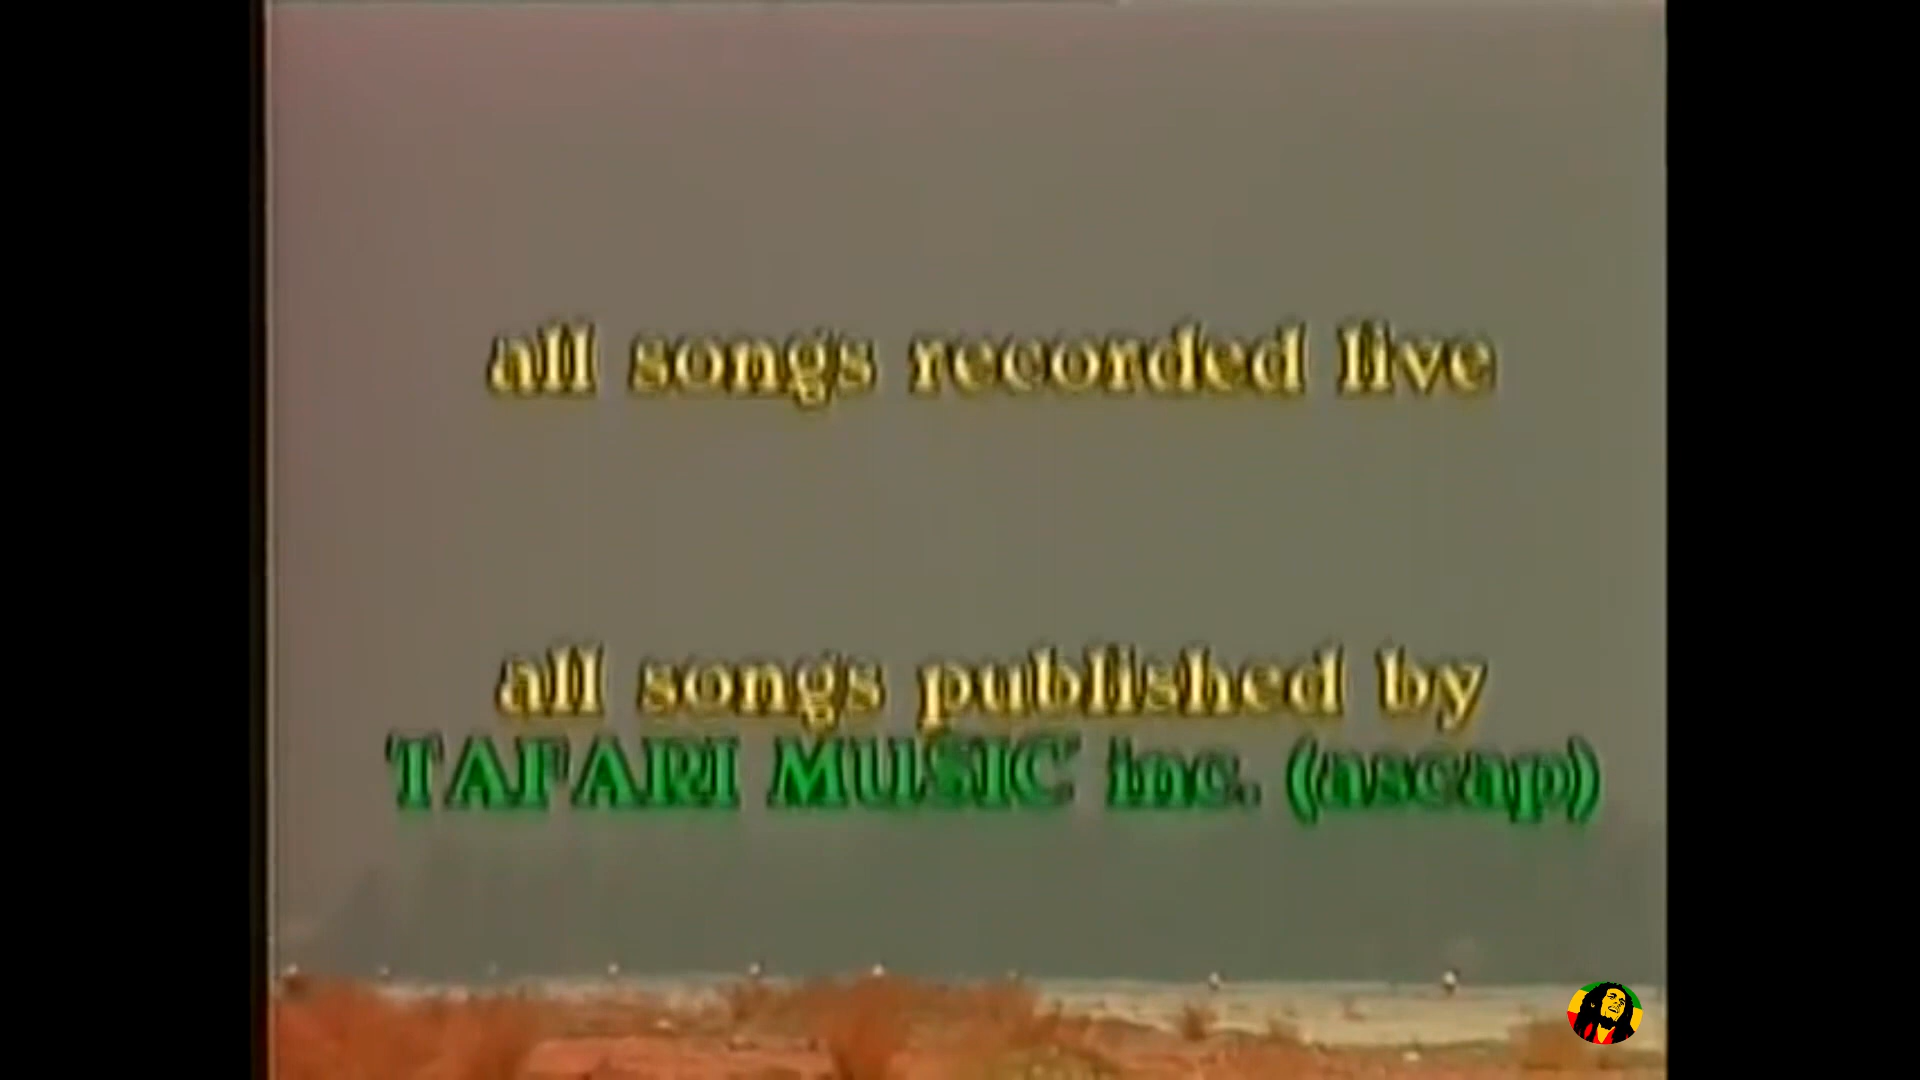 all songs recorded live
all songs published by
TAFARI MUSIC inc. (ascap)